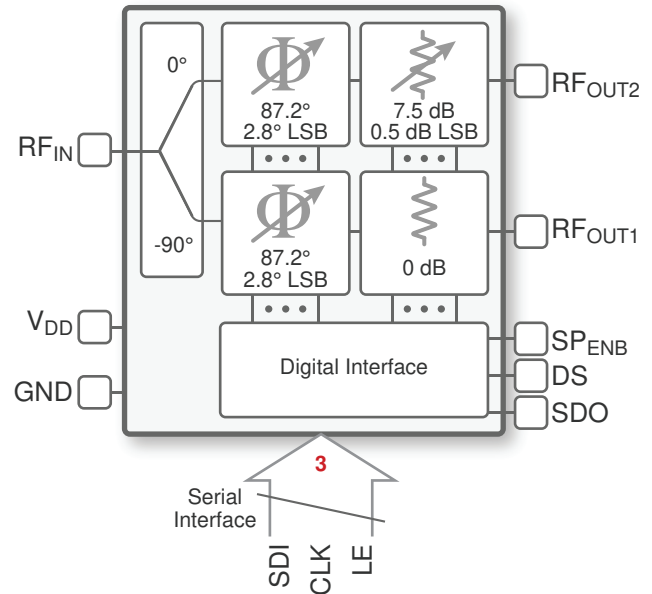 0°
Φ
87.2°
2.8° LSB
7.5 dB
0.5 dB LSB
RFOUT2
RFIN
• • •
• • •
-90°
Φ
87.2°
2.8° LSB
0 dB
RFOUT1
• • •
• • •
VDD
GND
Digital Interface
SPENB
DS
SDO
3
Serial
Interface
SDI
CLK
LE